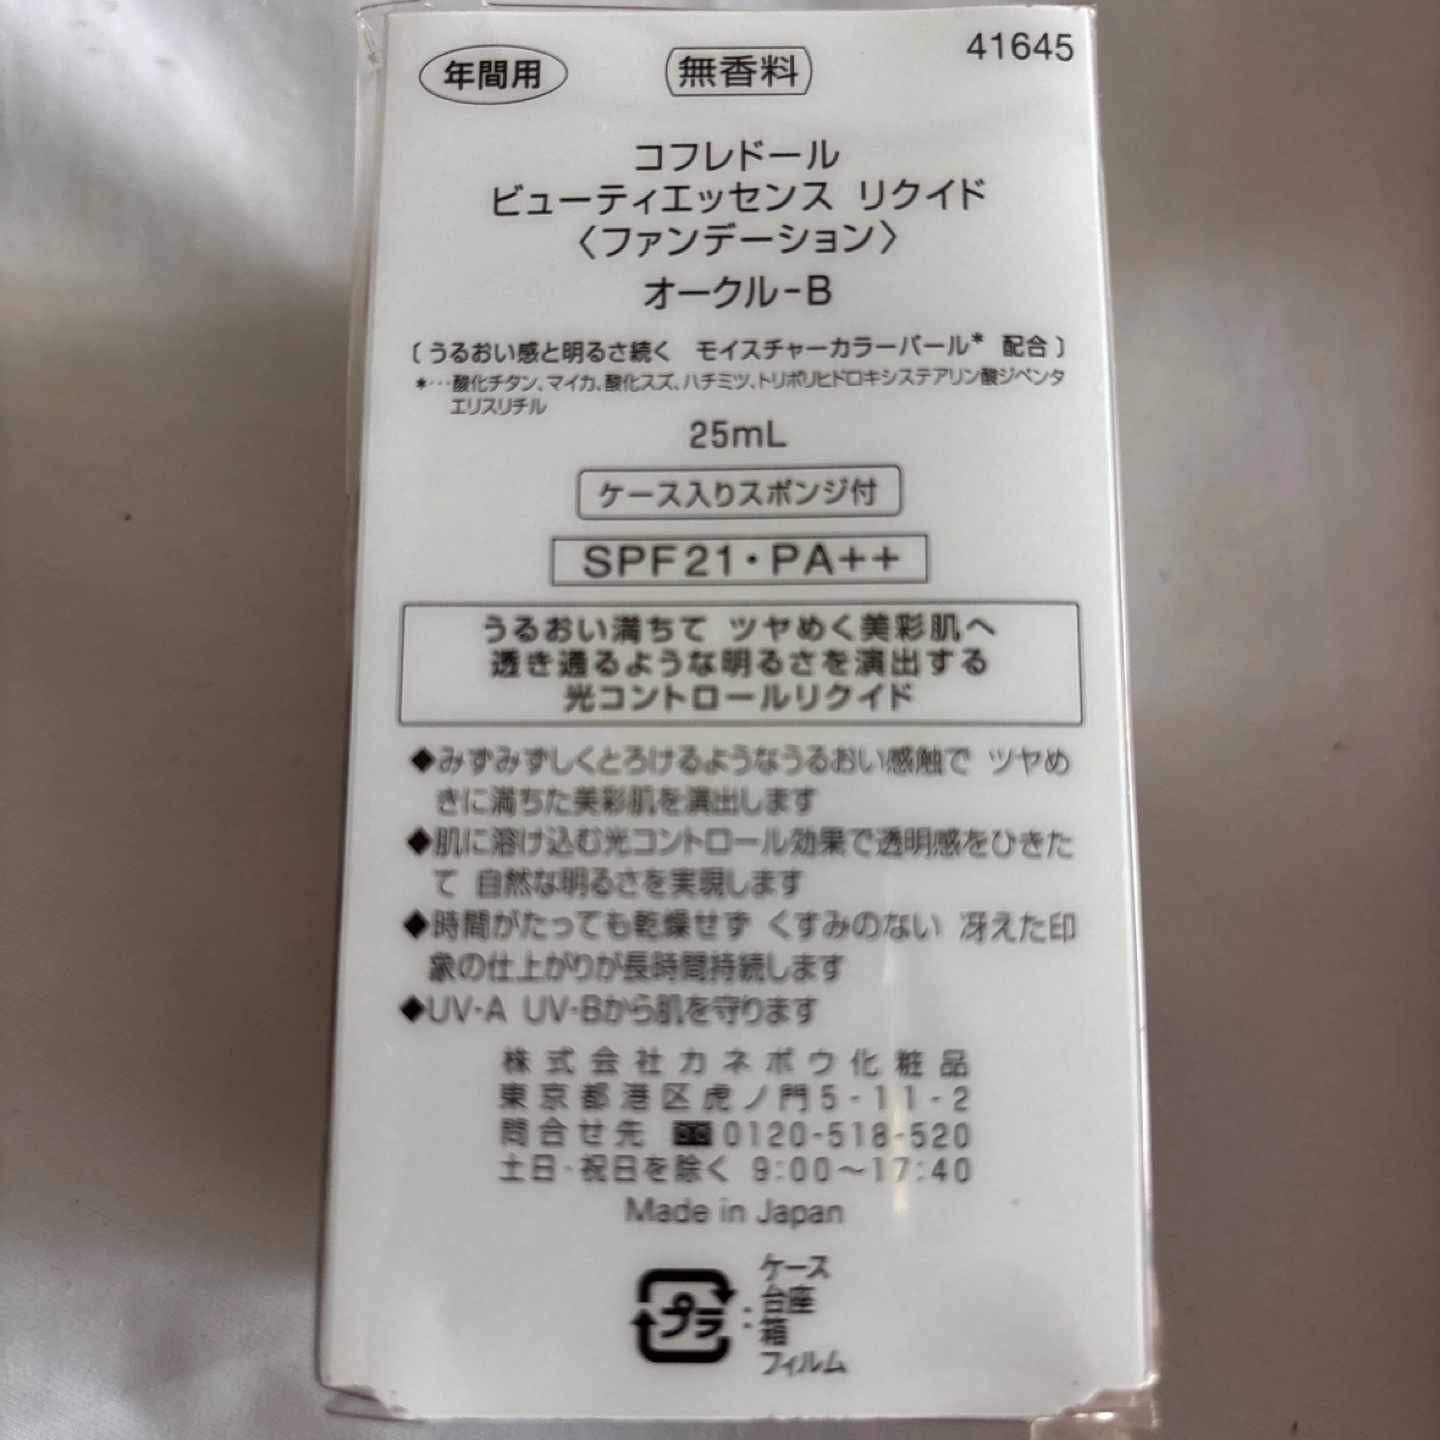 年間用 無香料 41645
コフレドール
ビューティエッセンス リクイド
〈ファンデーション〉
オークル-B
〔うるおい感と明るさ続く モイスチャーカラーパール* 配合〕
*…酸化チタン、マイカ、酸化スズ、ハチミツ、トリポリヒドロキシステアリン酸ジペンタ
エリスリチル
25mL
ケース入りスポンジ付
SPF21・PA++
うるおい満ちて ツヤめく美彩肌へ
透き通るような明るさを演出する
光コントロールリクイド
◆みずみずしくとろけるようなうるおい感触で ツヤめ
きに満ちた美彩肌を演出します
◆肌に溶け込む光コントロール効果で透明感をひきた
て 自然な明るさを実現します
◆時間がたっても乾燥せず くすみのない 冴えた印
象の仕上がりが長時間持続します
◆UV-A UV-Bから肌を守ります
株式会社カネボウ化粧品
東京都港区虎ノ門5-11-2
問合せ先 0120-518-520
土日・祝日を除く 9:00～17:40
Made in Japan
プラ : ケース
台座
箱
フィルム